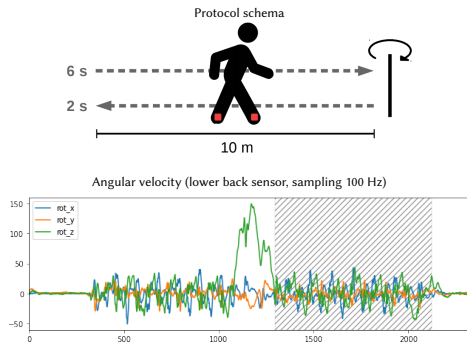 Protocol schema
6 s
2 s
10 m
Angular velocity (lower back sensor, sampling 100 Hz)
150
100
50
0
−50
rot_x
rot_y
rot_z
0 500 1000 1500 2000